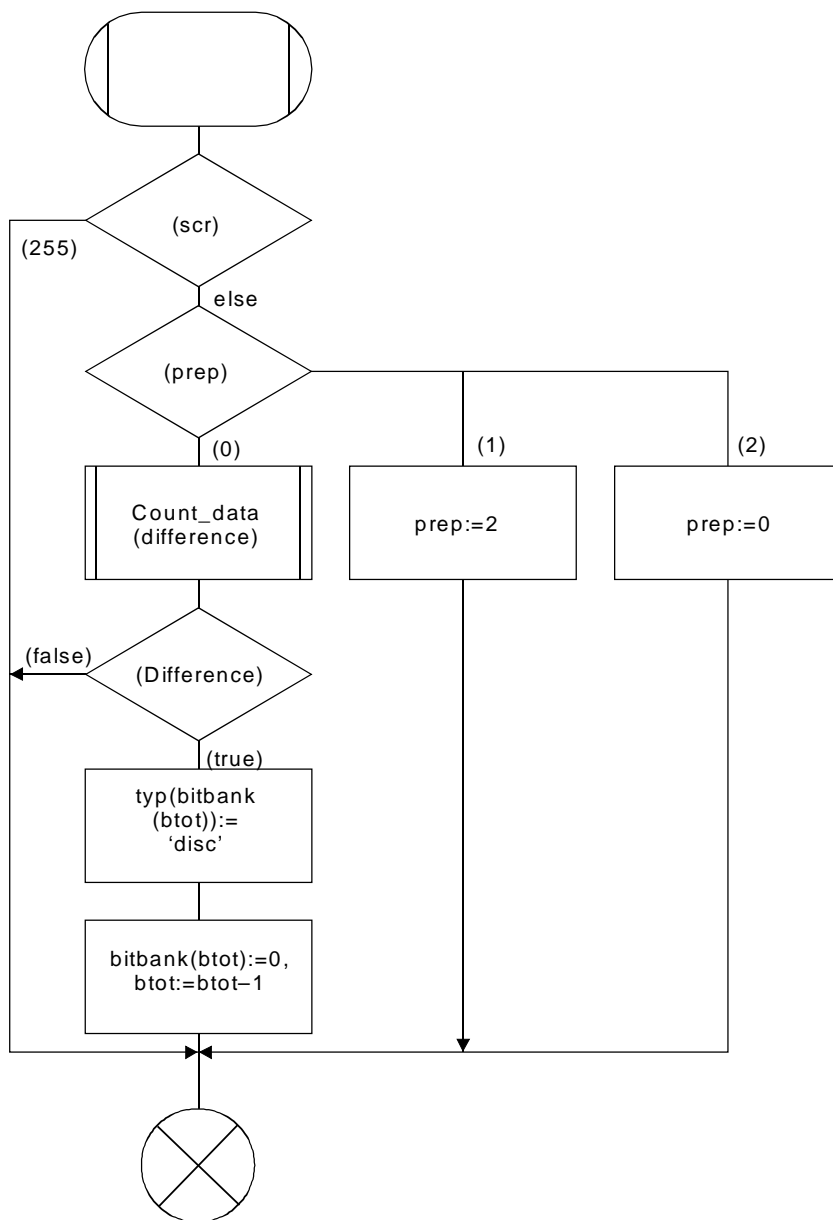 (scr)
(255)
else
(prep)
(0)
(1)
(2)
Count_data
(difference)
prep:=2
prep:=0
(false)
(Difference)
(true)
typ(bitbank
(btot)):=
‘disc’
bitbank(btot):=0,
btot:=btot–1